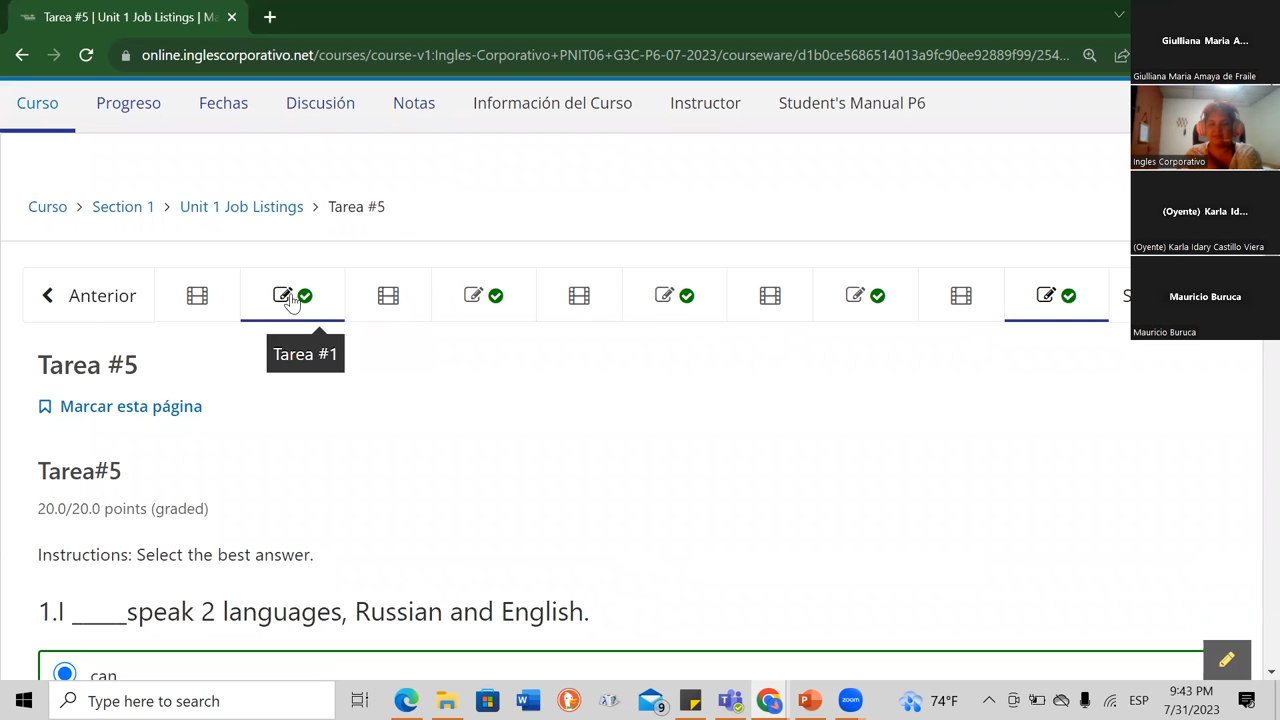 Tarea #5 | Unit 1 Job Listings | Ma
online.inglescorporativo.net/courses/course-v1:Ingles-Corporativo+PNIT06+G3C-P6-07-2023/courseware/d1b0ce5686514013a9fc90ee92889f99/254...
Curso Progreso Fechas Discusión Notas Información del Curso Instructor Student's Manual P6
Curso > Section 1 > Unit 1 Job Listings > Tarea #5
Anterior
S
Tarea #1
Tarea #5
Marcar esta página
Tarea#5
20.0/20.0 points (graded)
Instructions: Select the best answer.
1.I _____speak 2 languages, Russian and English.
can
Giulliana Maria A...
Giulliana Maria Amaya de Fraile
Ingles Corporativo
(Oyente) Karla Id...
(Oyente) Karla Idary Castillo Viera
Mauricio Buruca
Mauricio Buruca
Type here to search
9
zoom
74°F
ESP
9:43 PM
7/31/2023